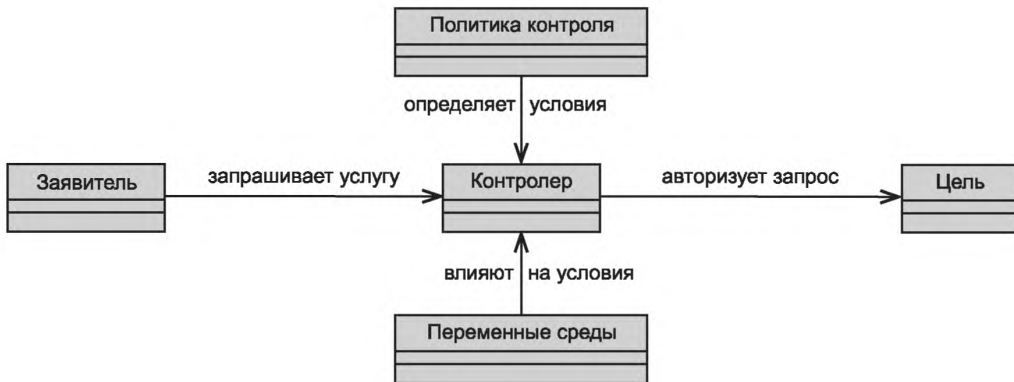 Политика контроля
определяет условия
Заявитель
запрашивает услугу
Контролер
авторизует запрос
Цель
влияют на условия
Переменные среды